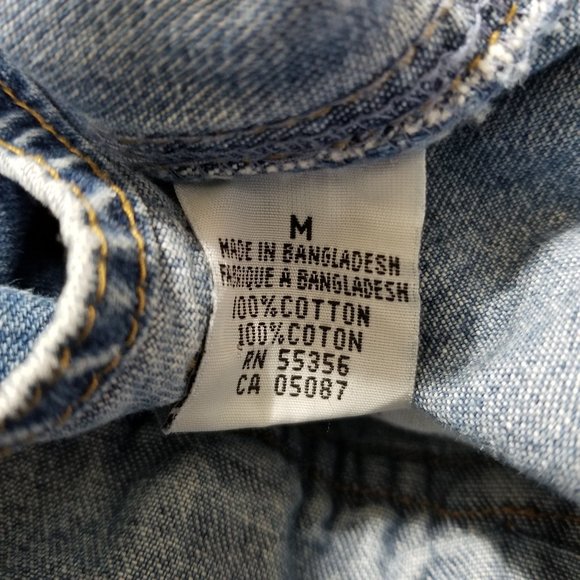 M
MADE IN BANGLADESH
FABRIQUE A BANGLADESH
100%COTTON
100%COTON
RN 55356
CA 05087